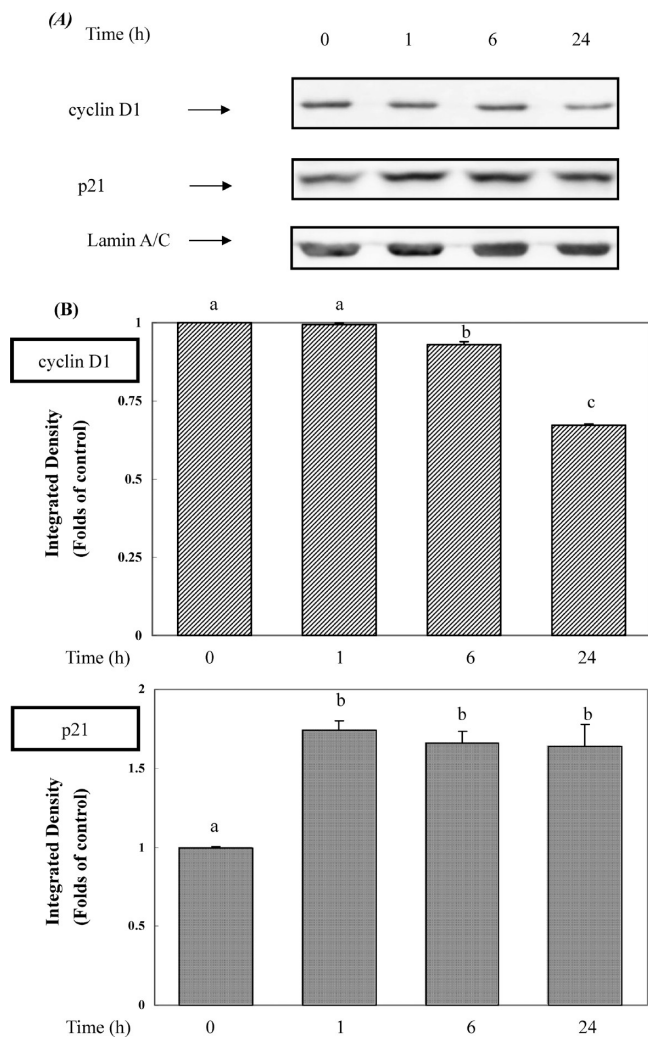 (A)
Time (h) 0 1 6 24
cyclin D1
p21
Lamin A/C
(B)
a a b c
cyclin D1
Integrated Density
(Folds of control)
1
0.75
0.5
0.25
0
Time (h) 0 1 6 24
p21
Integrated Density
(Folds of control)
2
1.5
1
0.5
0
a b b b
Time (h) 0 1 6 24